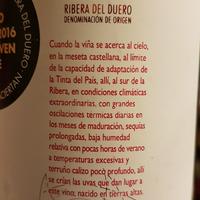 RIBERA DEL DUERO
DENOMINACIÓN DE ORIGEN
Cuando la viña se acerca al cielo,
en la meseta castellana, al límite
de la capacidad de adaptación de
la Tinta del País, allí, al sur de la
Ribera, en condiciones climáticas
extraordinarias, con grandes
oscilaciones térmicas diarias en
los meses de maduración, sequías
prolongadas, baja humedad
relativa con pocas horas de verano
a temperaturas excesivas y
terruño calizo poco profundo, allí
se crían las uvas que dan lugar a
este vino, nacido en tierras altas.
RIBERA DEL DUERO
2016